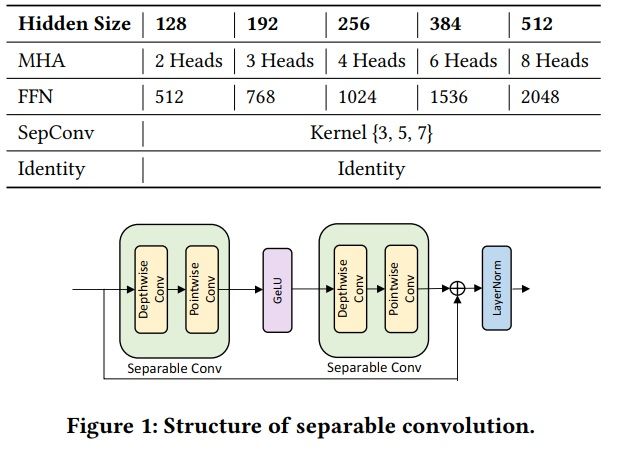 Hidden Size 128 192 256 384 512
MHA 2 Heads 3 Heads 4 Heads 6 Heads 8 Heads
FFN 512 768 1024 1536 2048
SepConv Kernel {3, 5, 7}
Identity Identity
Depthwise Conv
Pointwise Conv
GeLU
Depthwise Conv
Pointwise Conv
LayerNorm
Separable Conv
Separable Conv
Figure 1: Structure of separable convolution.